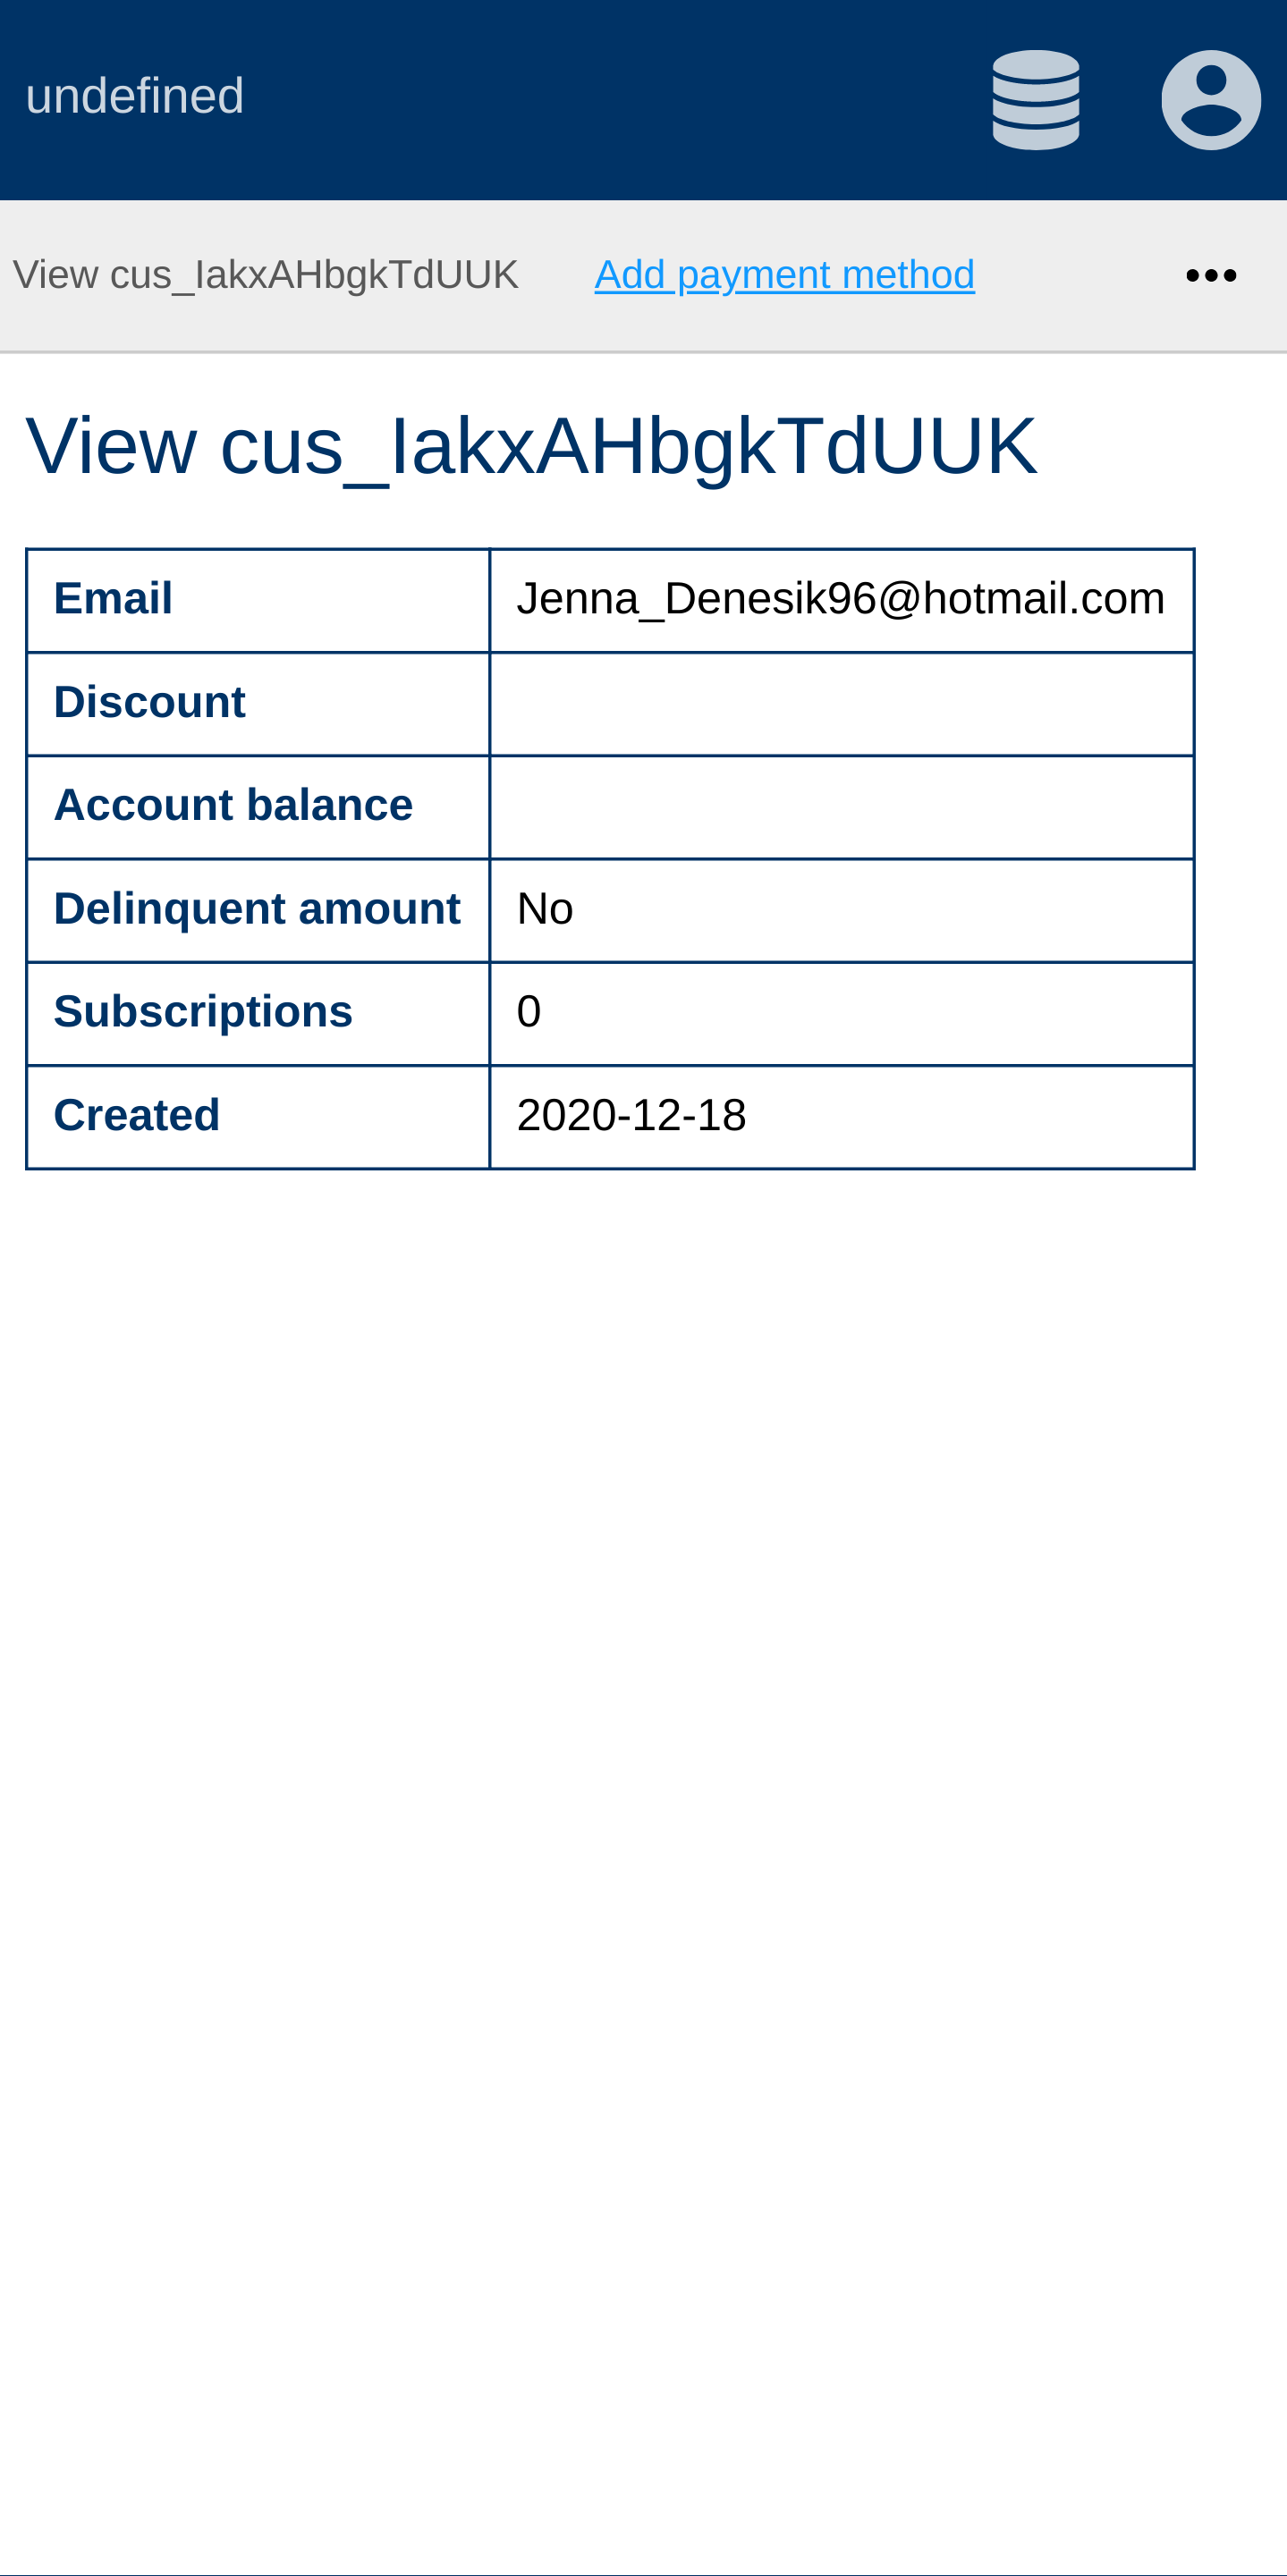 undefined
View cus_IakxAHbgkTdUUK Add payment method •••
View cus_IakxAHbgkTdUUK
Email Jenna_Denesik96@hotmail.com
Discount
Account balance
Delinquent amount No
Subscriptions 0
Created 2020-12-18